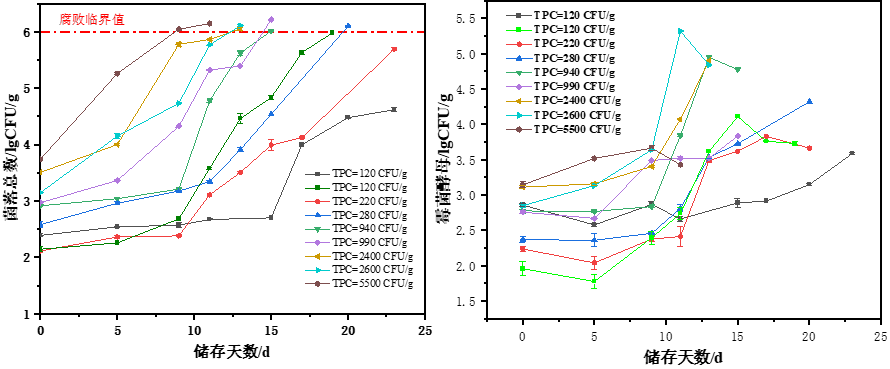 腐败临界值
菌落总数/lgCFU/g
6
5
4
3
2
1
TPC=120 CFU/g
TPC=120 CFU/g
TPC=220 CFU/g
TPC=280 CFU/g
TPC=940 CFU/g
TPC=990 CFU/g
TPC=2400 CFU/g
TPC=2600 CFU/g
TPC=5500 CFU/g
0 5 10 15 20 25
储存天数/d
霉菌酵母/lgCFU/g
5.5
5.0
4.5
4.0
3.5
3.0
2.5
2.0
1.5
TPC=120 CFU/g
TPC=120 CFU/g
TPC=220 CFU/g
TPC=280 CFU/g
TPC=940 CFU/g
TPC=990 CFU/g
TPC=2400 CFU/g
TPC=2600 CFU/g
TPC=5500 CFU/g
0 5 10 15 20 25
储存天数/d